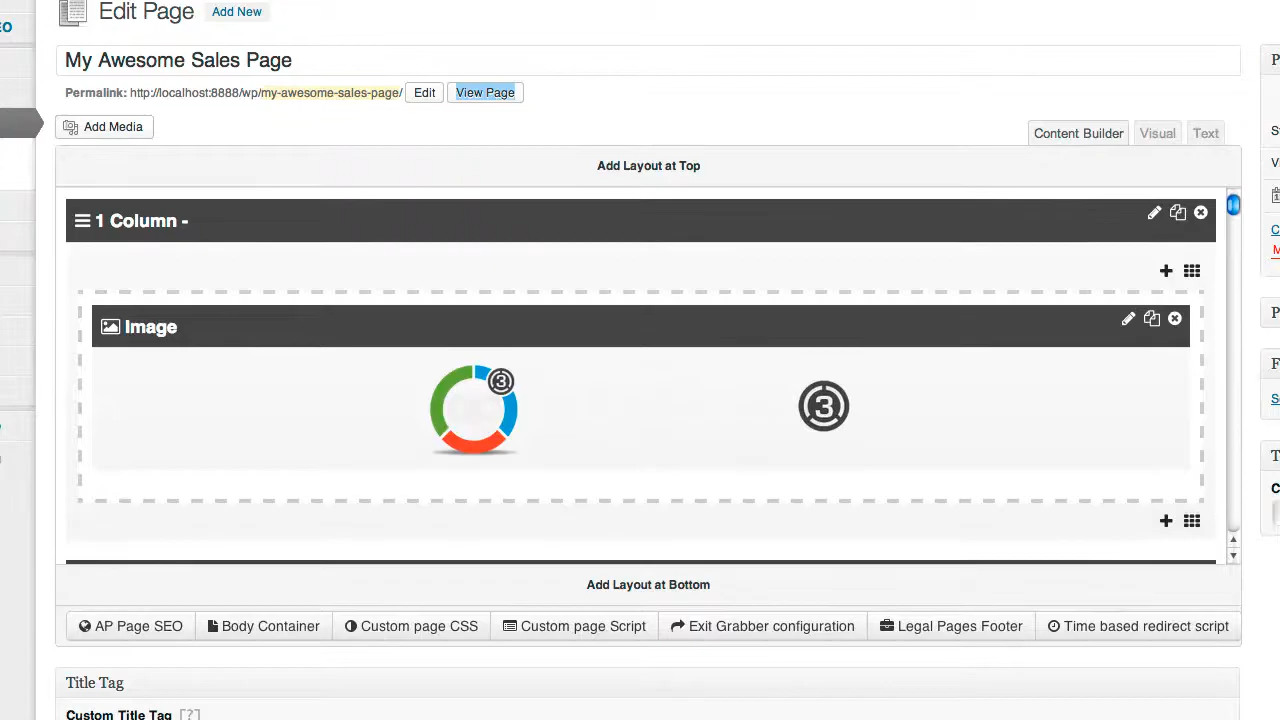 Edit Page Add New
EO
My Awesome Sales Page
Permalink: http://localhost:8888/wp/my-awesome-sales-page/ Edit View Page
Add Media
Content Builder Visual Text
Add Layout at Top
1 Column -
Image
3
3
Add Layout at Bottom
AP Page SEO Body Container Custom page CSS Custom page Script Exit Grabber configuration Legal Pages Footer Time based redirect script
Title Tag
Custom Title Tag [?]